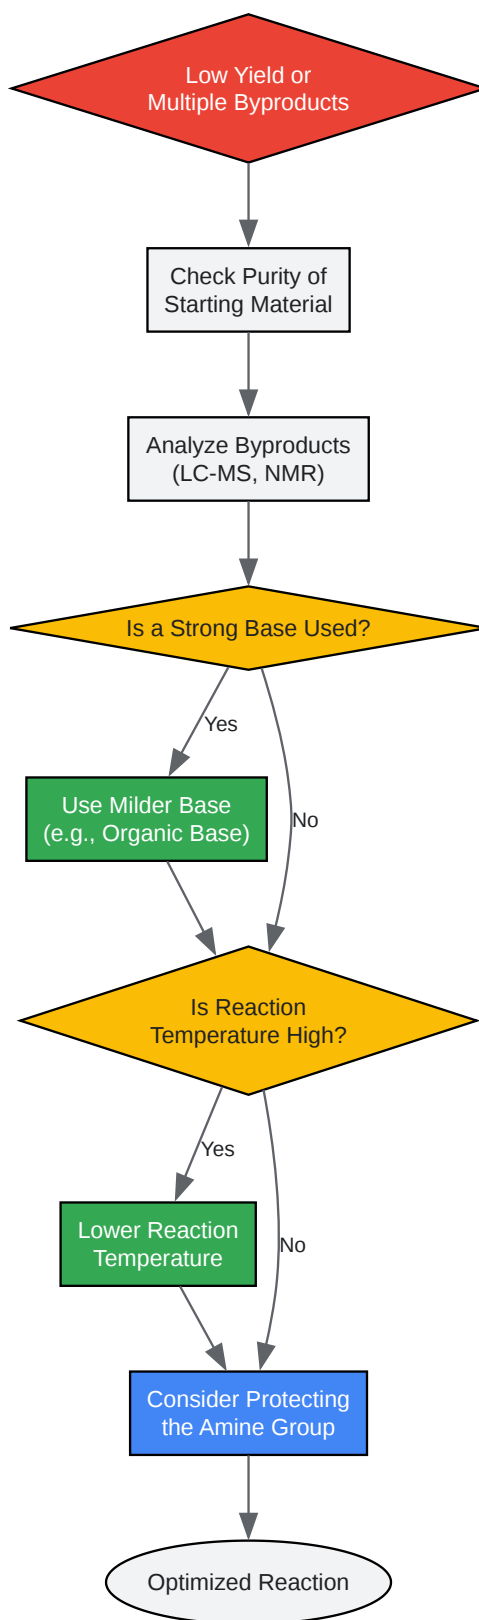 Low Yield or
Multiple Byproducts
Check Purity of
Starting Material
Analyze Byproducts
(LC-MS, NMR)
Is a Strong Base Used?
Yes
Use Milder Base
(e.g., Organic Base)
No
Is Reaction
Temperature High?
Yes
Lower Reaction
Temperature
No
Consider Protecting
the Amine Group
Optimized Reaction